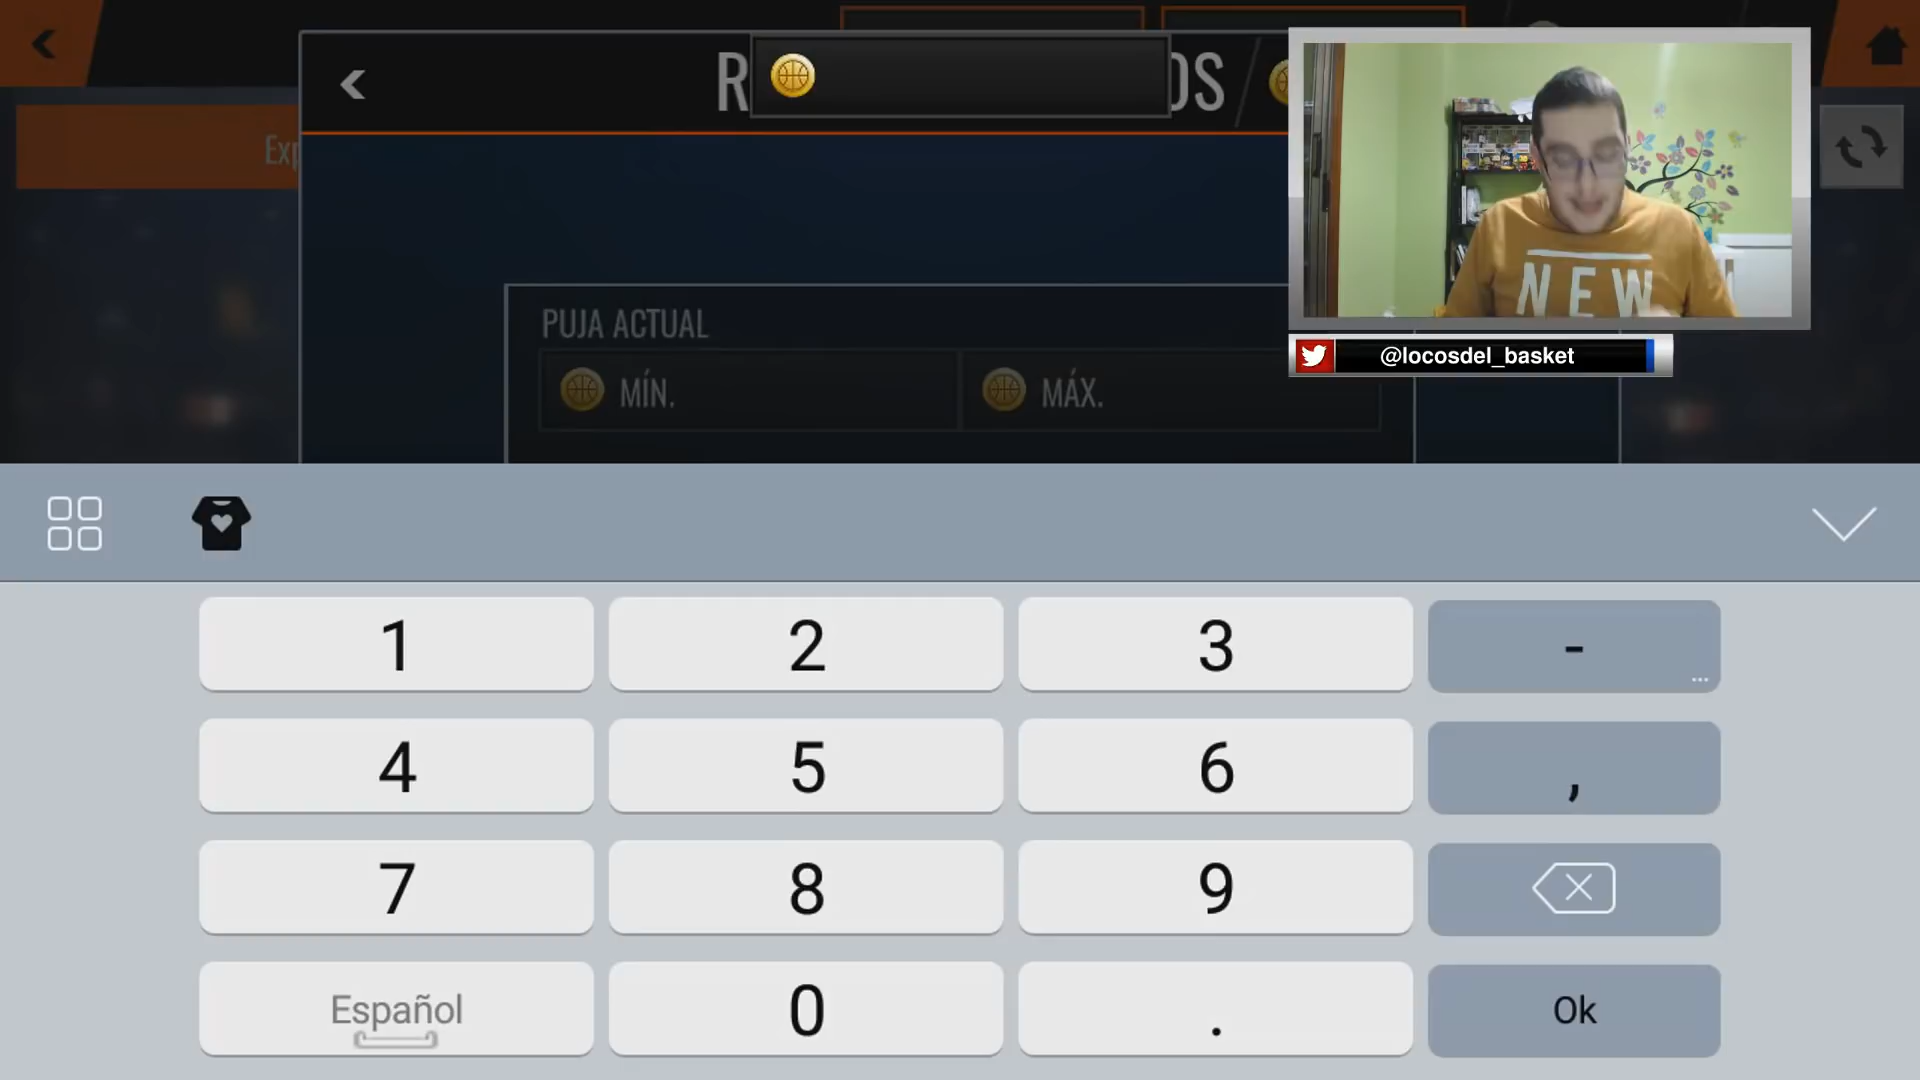 R
OS
Exp
PUJA ACTUAL
MÍN.
MÁX.
NEW
@locosdel_basket
1
2
3
-
...
4
5
6
,
7
8
9
Español
0
.
Ok